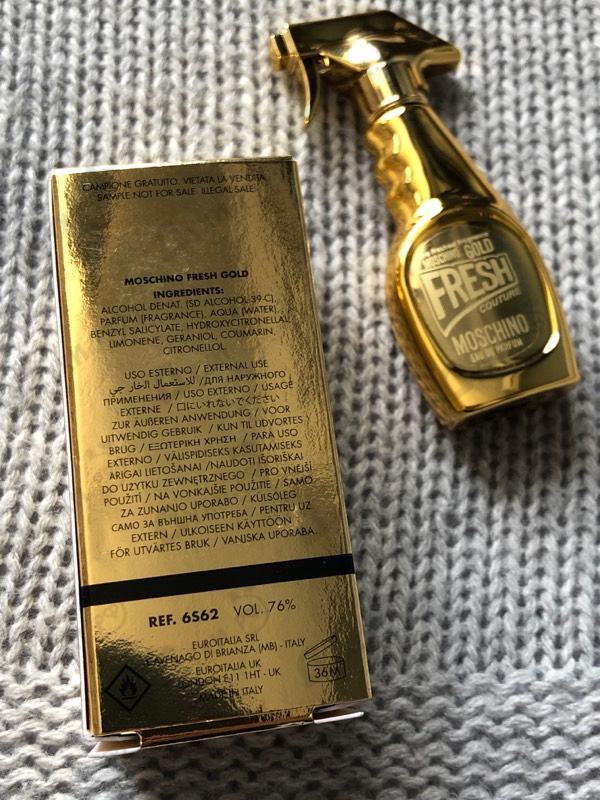 CAMPIONE GRATUITO. VIETATA LA VENDITA
SAMPLE NOT FOR SALE. ILLEGAL SALE.
MOSCHINO FRESH GOLD
INGREDIENTS:
ALCOHOL DENAT. (SD ALCOHOL 39-C),
PARFUM (FRAGRANCE), AQUA (WATER),
BENZYL SALICYLATE, HYDROXYCITRONELLAL,
LIMONENE, GERANIOL, COUMARIN,
CITRONELLOL.
USO ESTERNO / EXTERNAL USE
للاستعمال الخار جي /ДЛЯ НАРУЖНОГО
ПРИМЕНЕНИЯ / USO EXTERNO / USAGE
EXTERNE / 口にいれないでください
ZUR ÄUßEREN ANWENDUNG / VOOR
UITWENDIG GEBRUIK / KUN TIL UDVORTES
BRUG / ΕΞΩΤΕΡΙΚΗ ΧΡΗΣΗ / PARA USO
EXTERNO / VÄLISPIDISEKS KASUTAMISEKS
ĀRĪGAI LIETOŠANAI /NAUDOTI IŠORIŠKAI
DO UŻYTKU ZEWNĘTRZNEGO / PRO VNĚJŠÍ
POUŽITÍ / NA VONKAJŠIE POUŽITIE / SAMO
ZA ZUNANJO UPORABO / KÜLSÖLEG
САМО ЗА ВЪНШНА УПОТРЕБА / PENTRU UZ
EXTERN / ULKOISEEN KÄYTTÖÖN
FÖR UTVÄRTES BRUK / VANJSKA UPORABA.
REF. 6S62 VOL. 76%
EUROITALIA SRL
CAVENAGO DI BRIANZA (MB) - ITALY
EUROITALIA UK
LONDON E11 1HT - UK
MADE IN ITALY
36M
MOSCHINO GOLD
FRESH
COUTURE
MOSCHINO
EAU DE PARFUM